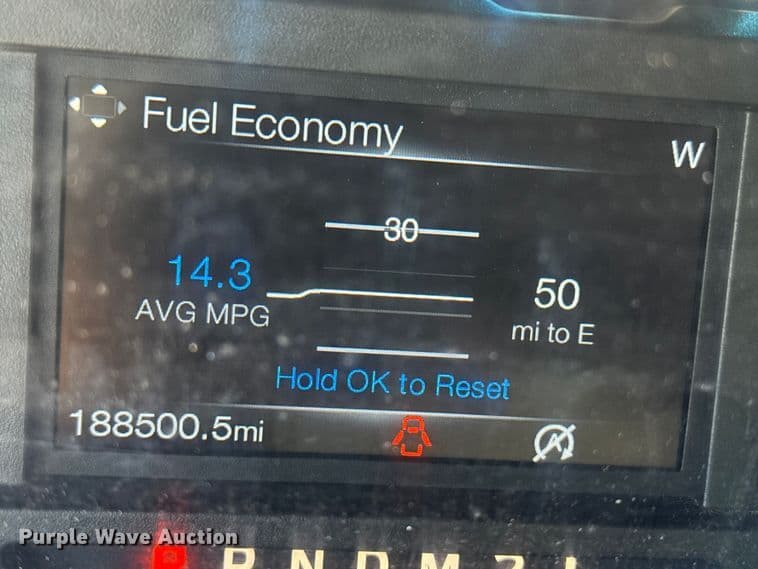 Fuel Economy
W
30
14.3
AVG MPG
50
mi to E
Hold OK to Reset
188500.5mi
A
Purple Wave Auction
R N D M